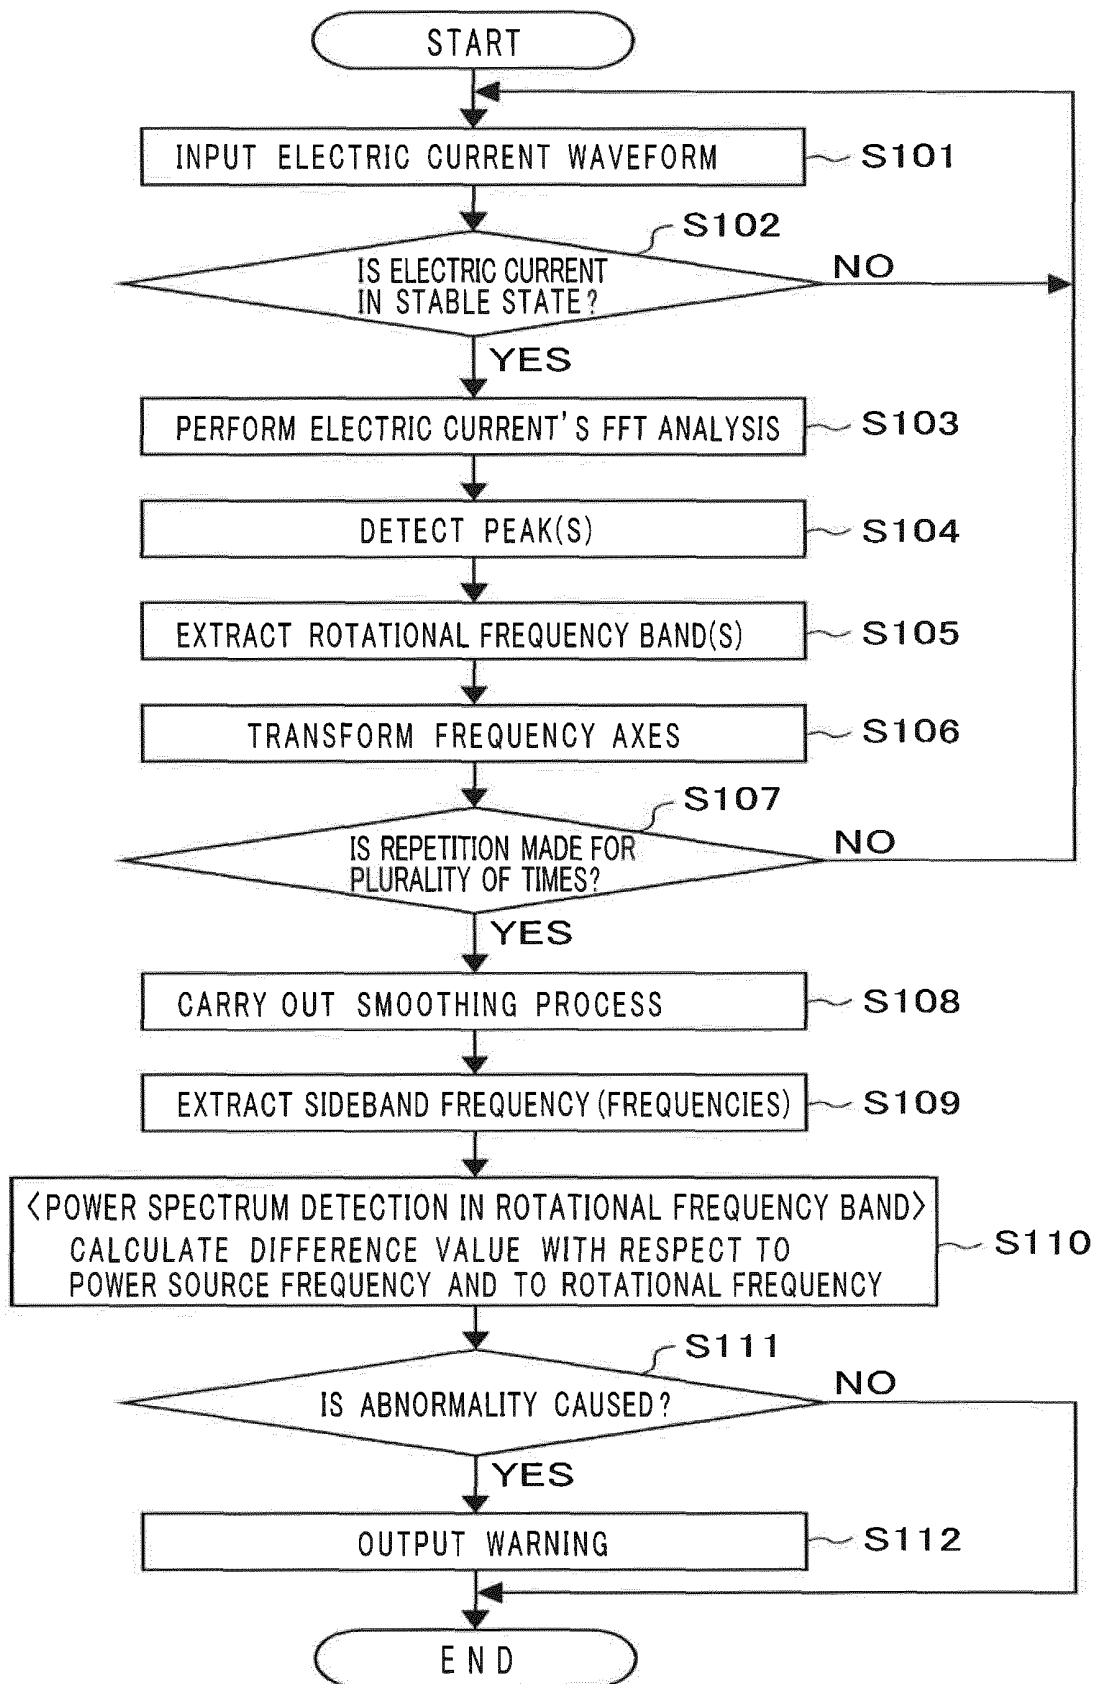 START
INPUT ELECTRIC CURRENT WAVEFORM
S101
S102
IS ELECTRIC CURRENT
IN STABLE STATE?
NO
YES
PERFORM ELECTRIC CURRENT'S FFT ANALYSIS
S103
DETECT PEAK(S)
S104
EXTRACT ROTATIONAL FREQUENCY BAND(S)
S105
TRANSFORM FREQUENCY AXES
S106
S107
IS REPETITION MADE FOR
PLURALITY OF TIMES?
NO
YES
CARRY OUT SMOOTHING PROCESS
S108
EXTRACT SIDEBAND FREQUENCY (FREQUENCIES)
S109
<POWER SPECTRUM DETECTION IN ROTATIONAL FREQUENCY BAND>
CALCULATE DIFFERENCE VALUE WITH RESPECT TO
POWER SOURCE FREQUENCY AND TO ROTATIONAL FREQUENCY
S110
S111
IS ABNORMALITY CAUSED?
NO
YES
OUTPUT WARNING
S112
END